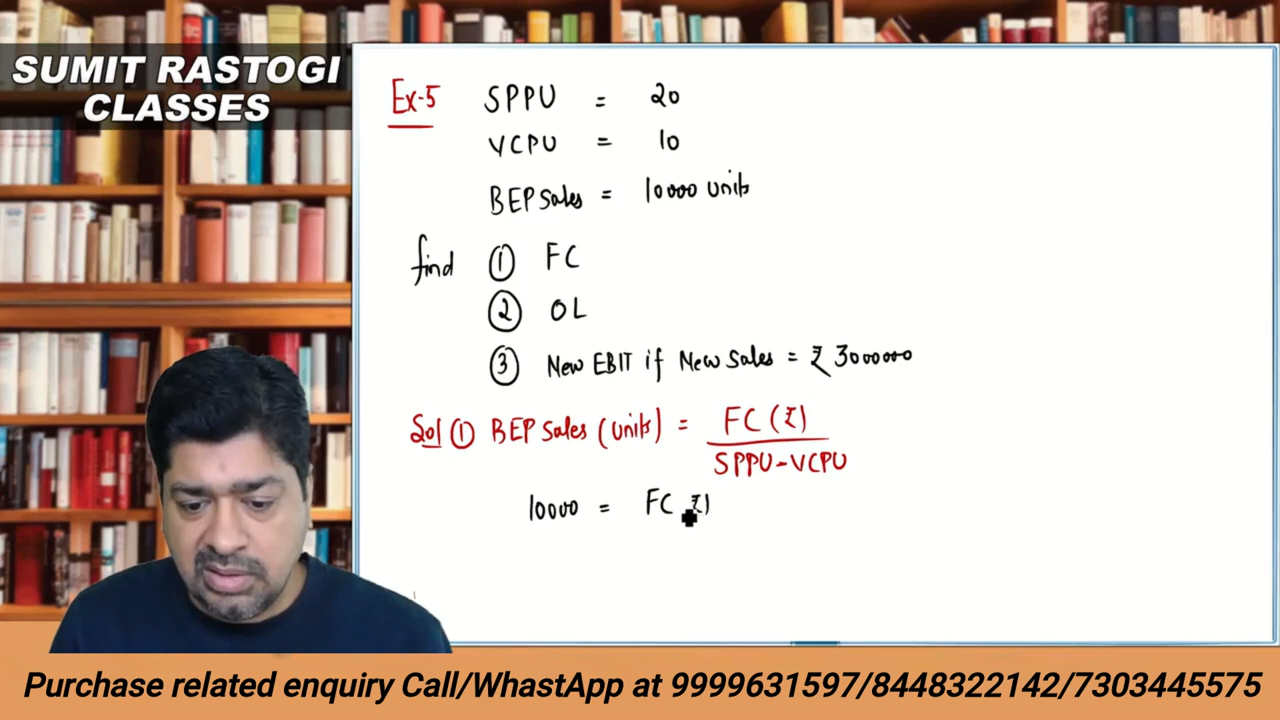 SUMIT RASTOGI
CLASSES
Ex-5 SPPU = 20
VCPU = 10
BEP Sales = 10000 units
find ① FC
② OL
③ New EBIT if New Sales = ₹ 3000000
Sol ① BEP Sales (units) = FC (₹)
SPPU-VCPU
10000 = FC ₹)
Purchase related enquiry Call/WhastApp at 9999631597/8448322142/7303445575